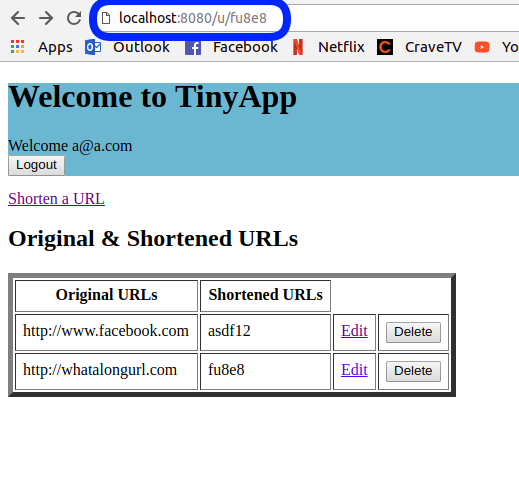 localhost:8080/u/fu8e8
Outlook Facebook Netflix CraveTV Yo
Welcome to TinyApp
Welcome a@a.com
Logout
Shorten a URL
Original & Shortened URLs
Original URLs Shortened URLs
http://www.facebook.com asdf12 Edit Delete
http://whatalongurl.com fu8e8 Edit Delete